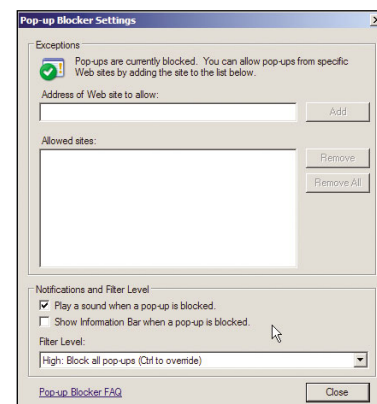 Pop-up Blocker Settings
Exceptions
Pop-ups are currently blocked. You can allow pop-ups from specific
Web sites by adding the site to the list below.
Address of Web site to allow:
Add
Allowed sites:
Remove
Remove All
Notifications and Filter Level
Play a sound when a pop-up is blocked.
Show Information Bar when a pop-up is blocked.
Filter Level:
High: Block all pop-ups (Ctrl to override)
Pop-up Blocker FAQ
Close